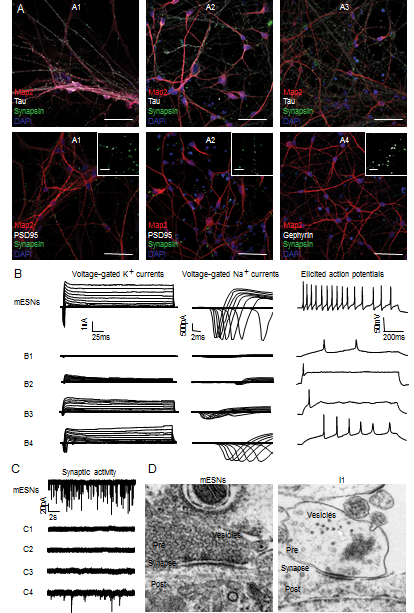 A
A1
A2
A3
Map2
Tau
Synapsin
DAPI
Map2
Tau
Synapsin
DAPI
Map2
Tau
Synapsin
DAPI
A1
A2
A4
Map2
PSD95
Synapsin
DAPI
Map2
PSD95
Synapsin
DAPI
Map2
Gephyrin
Synapsin
DAPI
B
Voltage-gated K+ currents
Voltage-gated Na+ currents
Elicited action potentials
mESNs
1nA
25ms
500pA
2ms
50mV
200ms
B1
B2
B3
B4
C
Synaptic activity
mESNs
20pA
2s
C1
C2
C3
C4
D
mESNs
Vesicles
Pre
Synapse
Post
I1
Vesicles
Pre
Synapse
Post